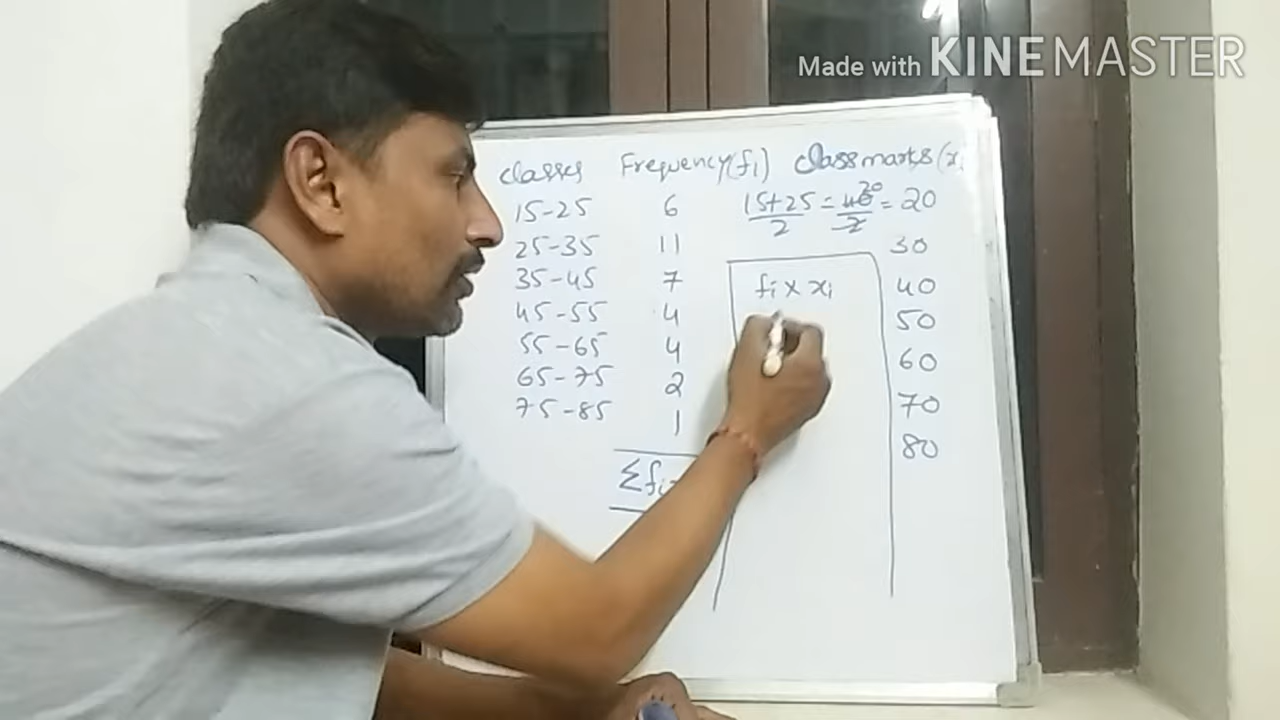 Made with KINEMASTER
classes Frequency(fi) class marks (x
15-25 6 15+25/2 = 40/2 20 = 20
25-35 11 30
35-45 7 fi x xi 40
45-55 4 50
55-65 4 60
65-75 2 70
75-85 1 80
Σfi